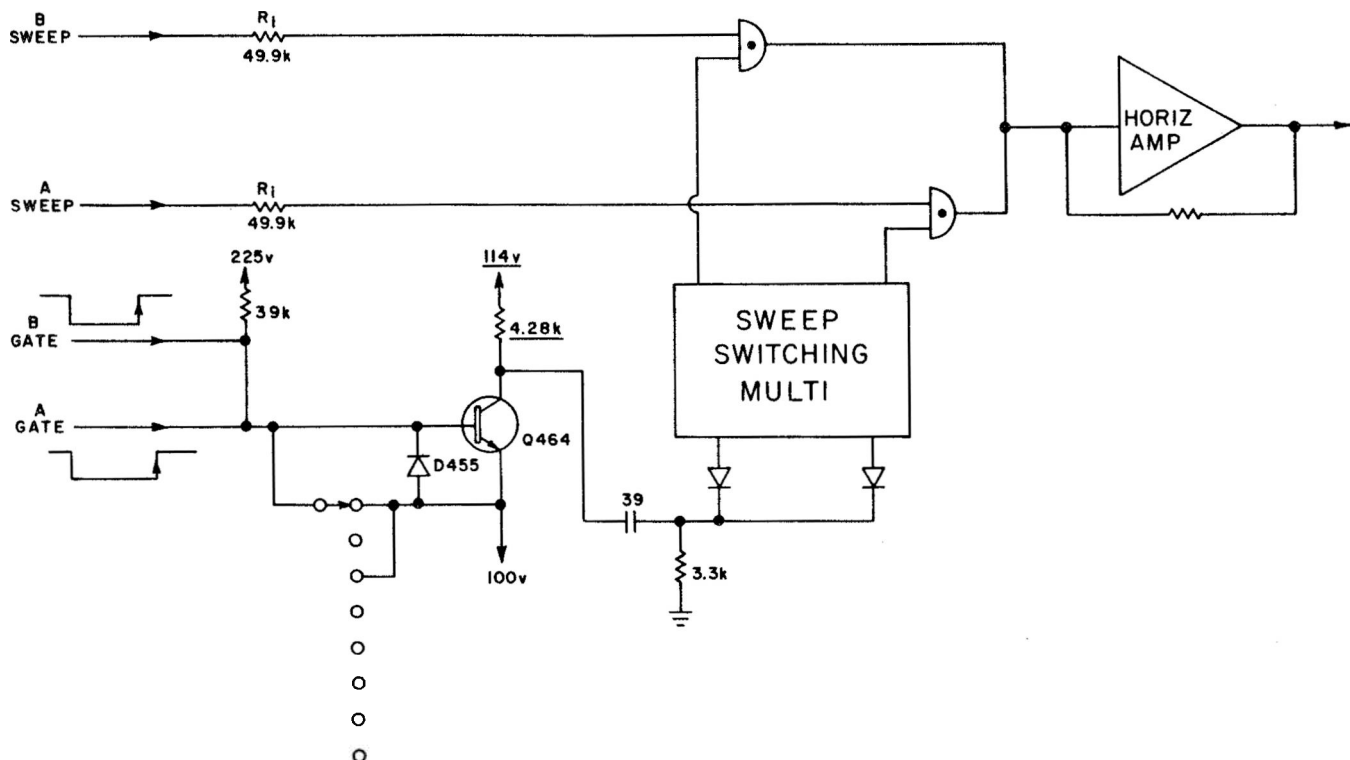 B
SWEEP
R1
49.9k
A
SWEEP
R1
49.9k
HORIZ
AMP
225v
39k
114v
4.28k
B
GATE
A
GATE
D455
Q464
100v
SWEEP
SWITCHING
MULTI
39
3.3k